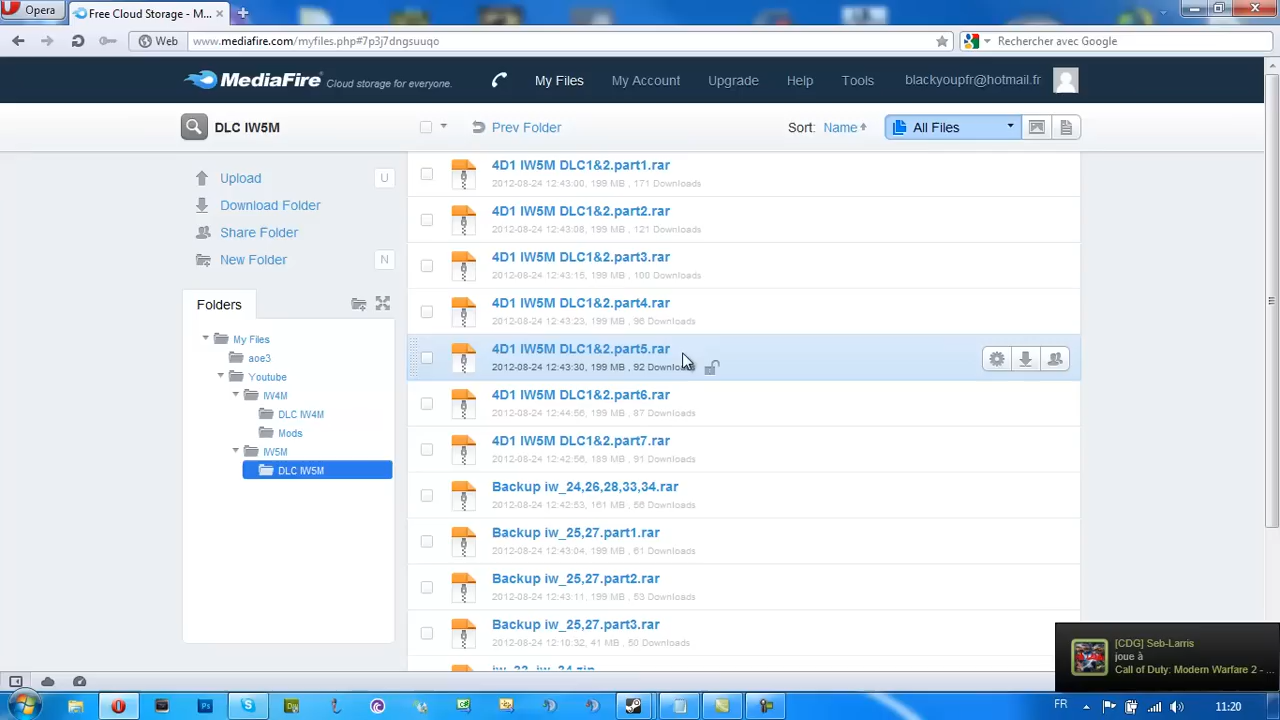 Opera
Free Cloud Storage - M...
Web
www.mediafire.com/myfiles.php#7p3j7dngsuuqo
Rechercher avec Google
MediaFire
Cloud storage for everyone.
My Files
My Account
Upgrade
Help
Tools
blackyoupfr@hotmail.fr
DLC IW5M
Prev Folder
Sort: Name
All Files
Upload
U
Download Folder
Share Folder
New Folder
N
Folders
My Files
aoe3
Youtube
IW4M
DLC IW4M
Mods
IW5M
DLC IW5M
4D1 IW5M DLC1&2.part1.rar
2012-08-24 12:43:00, 199 MB , 171 Downloads
4D1 IW5M DLC1&2.part2.rar
2012-08-24 12:43:08, 199 MB , 121 Downloads
4D1 IW5M DLC1&2.part3.rar
2012-08-24 12:43:15, 199 MB , 100 Downloads
4D1 IW5M DLC1&2.part4.rar
2012-08-24 12:43:23, 199 MB , 96 Downloads
4D1 IW5M DLC1&2.part5.rar
2012-08-24 12:43:30, 199 MB , 92 Downloads
4D1 IW5M DLC1&2.part6.rar
2012-08-24 12:44:56, 199 MB , 87 Downloads
4D1 IW5M DLC1&2.part7.rar
2012-08-24 12:42:56, 189 MB , 91 Downloads
Backup iw_24,26,28,33,34.rar
2012-08-24 12:42:53, 161 MB , 56 Downloads
Backup iw_25,27.part1.rar
2012-08-24 12:43:04, 199 MB , 61 Downloads
Backup iw_25,27.part2.rar
2012-08-24 12:43:11, 199 MB , 53 Downloads
Backup iw_25,27.part3.rar
2012-08-24 12:10:32, 41 MB , 50 Downloads
iw_33, iw_34.zip
[CDG] Seb-Larris
joue à
Call of Duty: Modern Warfare 2 - ...
FR
11:20